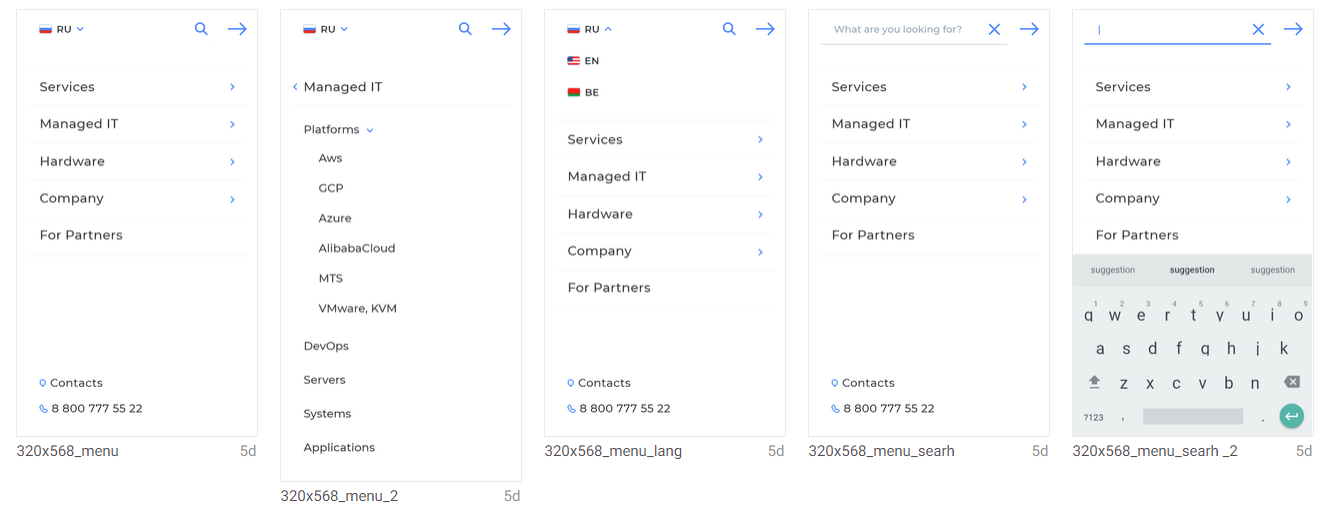 RU
Services
Managed IT
Hardware
Company
For Partners
Contacts
8 800 777 55 22
320x568_menu
5d
RU
Managed IT
Platforms
Aws
GCP
Azure
AlibabaCloud
MTS
VMware, KVM
DevOps
Servers
Systems
Applications
320x568_menu_2
5d
RU
EN
BE
Services
Managed IT
Hardware
Company
For Partners
Contacts
8 800 777 55 22
320x568_menu_lang
5d
What are you looking for?
Services
Managed IT
Hardware
Company
For Partners
Contacts
8 800 777 55 22
320x568_menu_searh
5d
Services
Managed IT
Hardware
Company
For Partners
suggestion suggestion suggestion
1 2 3 4 5 6 7 8 9
q w e r t y u i o
a s d f g h j k
z x c v b n
?123 , .
320x568_menu_searh _2
5d